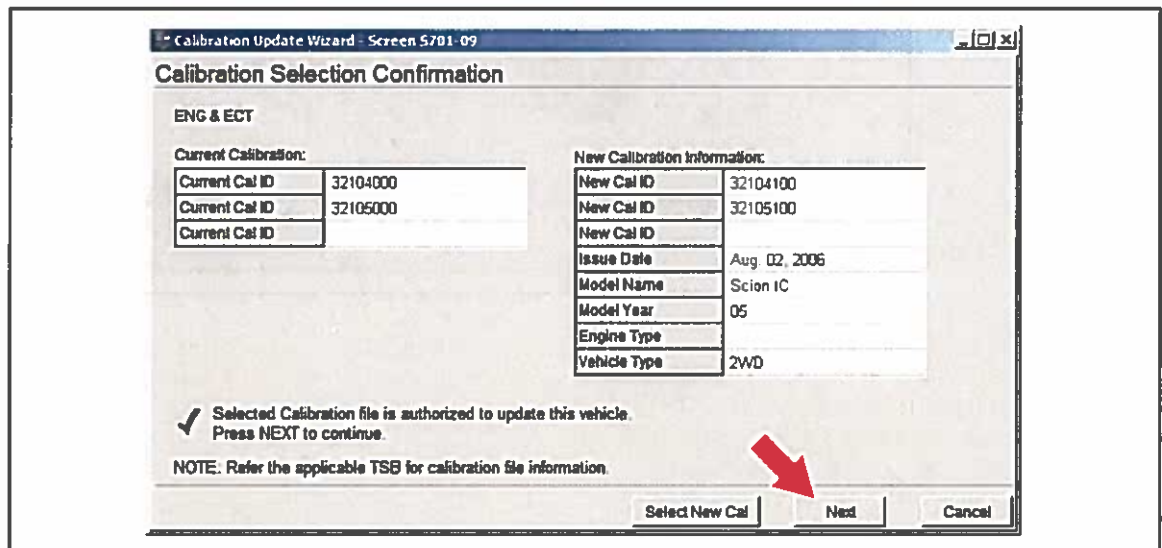 Calibration Update Wizard - Screen S701-09
Calibration Selection Confirmation
ENG & ECT
Current Calibration:
Current Cal ID 32104000
Current Cal ID 32105000
Current Cal ID
New Calibration Information:
New Cal ID 32104100
New Cal ID 32105100
New Cal ID
Issue Date Aug. 02, 2006
Model Name Scion tC
Model Year 05
Engine Type
Vehicle Type 2WD
Selected Calibration file is authorized to update this vehicle.
Press NEXT to continue.
NOTE: Refer the applicable TSB for calibration file information.
Select New Cal Next Cancel